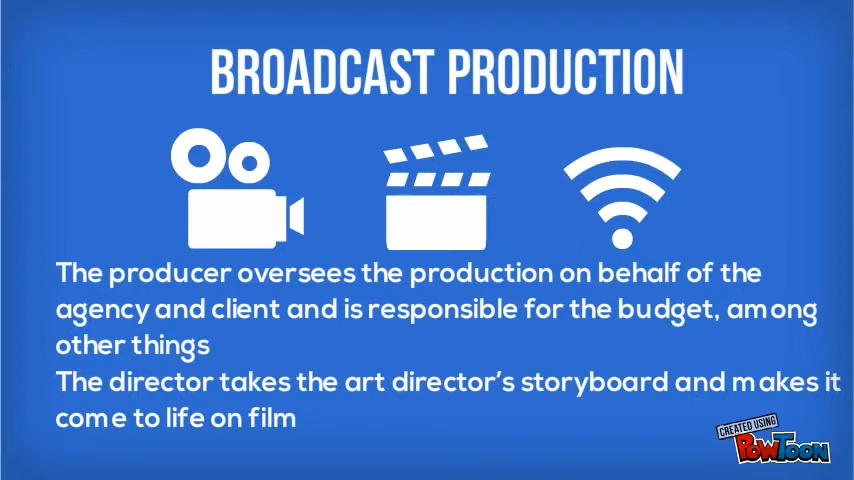 BROADCAST PRODUCTION
The producer oversees the production on behalf of the
agency and client and is responsible for the budget, among
other things
The director takes the art director's storyboard and makes it
come to life on film
CREATED USING
POWTOON